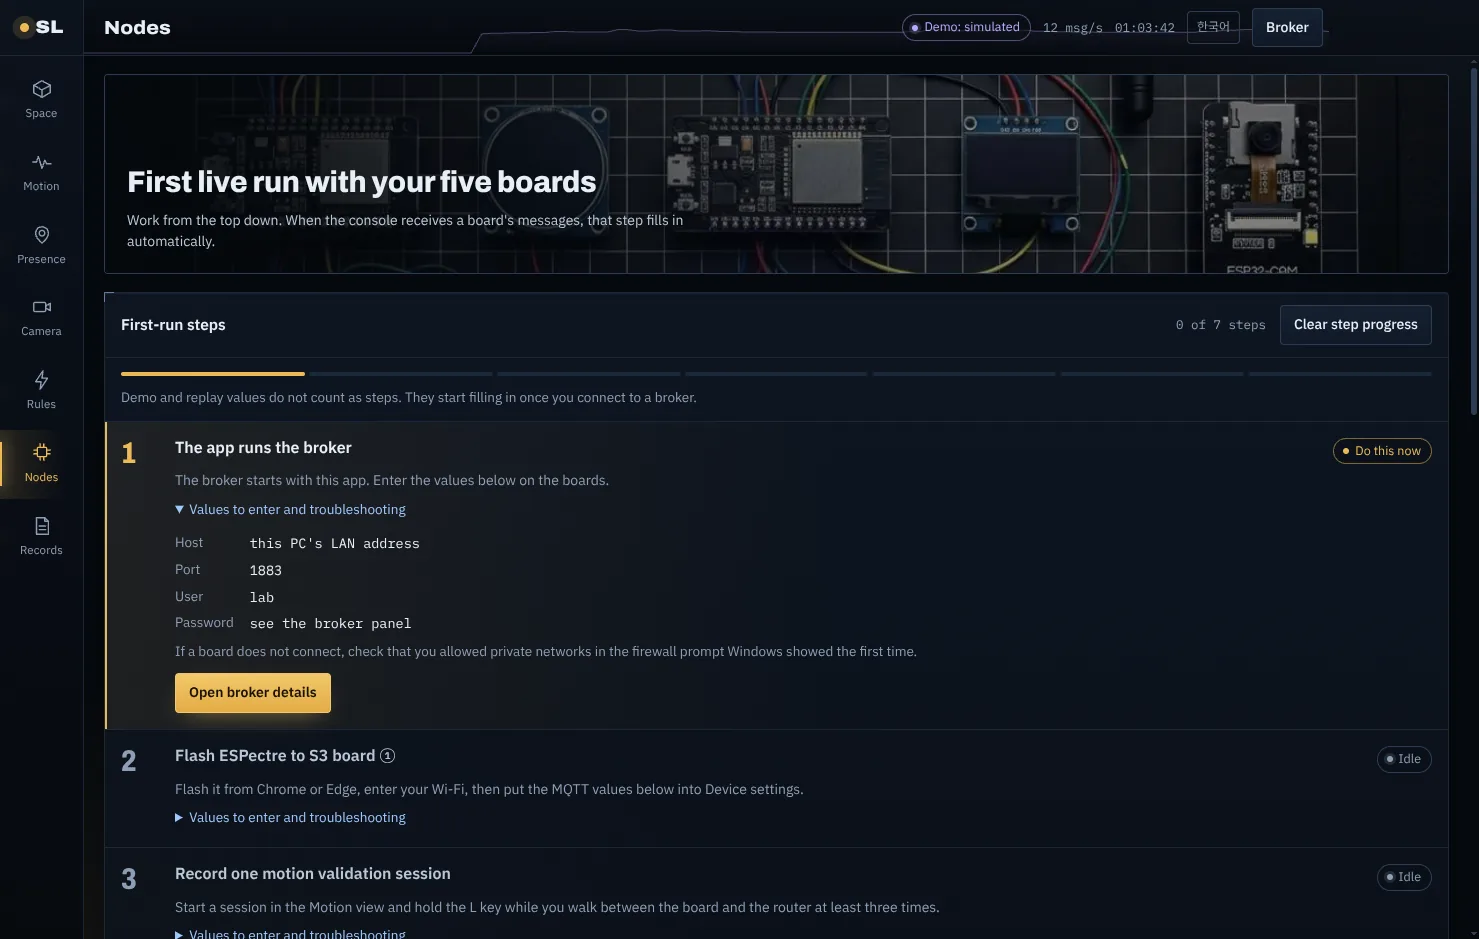 SL
Nodes
Demo: simulated
12 msg/s
01:03:42
한국어
Broker
Space
Motion
Presence
Camera
Rules
Nodes
Records
First live run with your five boards
Work from the top down. When the console receives a board's messages, that step fills in
automatically.
ESP32-CAM
First-run steps
0 of 7 steps
Clear step progress
Demo and replay values do not count as steps. They start filling in once you connect to a broker.
1
The app runs the broker
Do this now
The broker starts with this app. Enter the values below on the boards.
▼ Values to enter and troubleshooting
Host this PC's LAN address
Port 1883
User lab
Password see the broker panel
If a board does not connect, check that you allowed private networks in the firewall prompt Windows showed the first time.
Open broker details
2
Flash ESPectre to S3 board ①
Idle
Flash it from Chrome or Edge, enter your Wi-Fi, then put the MQTT values below into Device settings.
▶ Values to enter and troubleshooting
3
Record one motion validation session
Idle
Start a session in the Motion view and hold the L key while you walk between the board and the router at least three times.
▶ Values to enter and troubleshooting